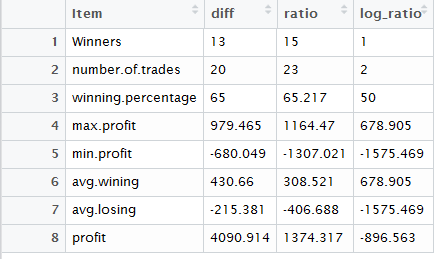 Item diff ratio log_ratio
1 Winners 13 15 1
2 number.of.trades 20 23 2
3 winning.percentage 65 65.217 50
4 max.profit 979.465 1164.47 678.905
5 min.profit -680.049 -1307.021 -1575.469
6 avg.wining 430.66 308.521 678.905
7 avg.losing -215.381 -406.688 -1575.469
8 profit 4090.914 1374.317 -896.563